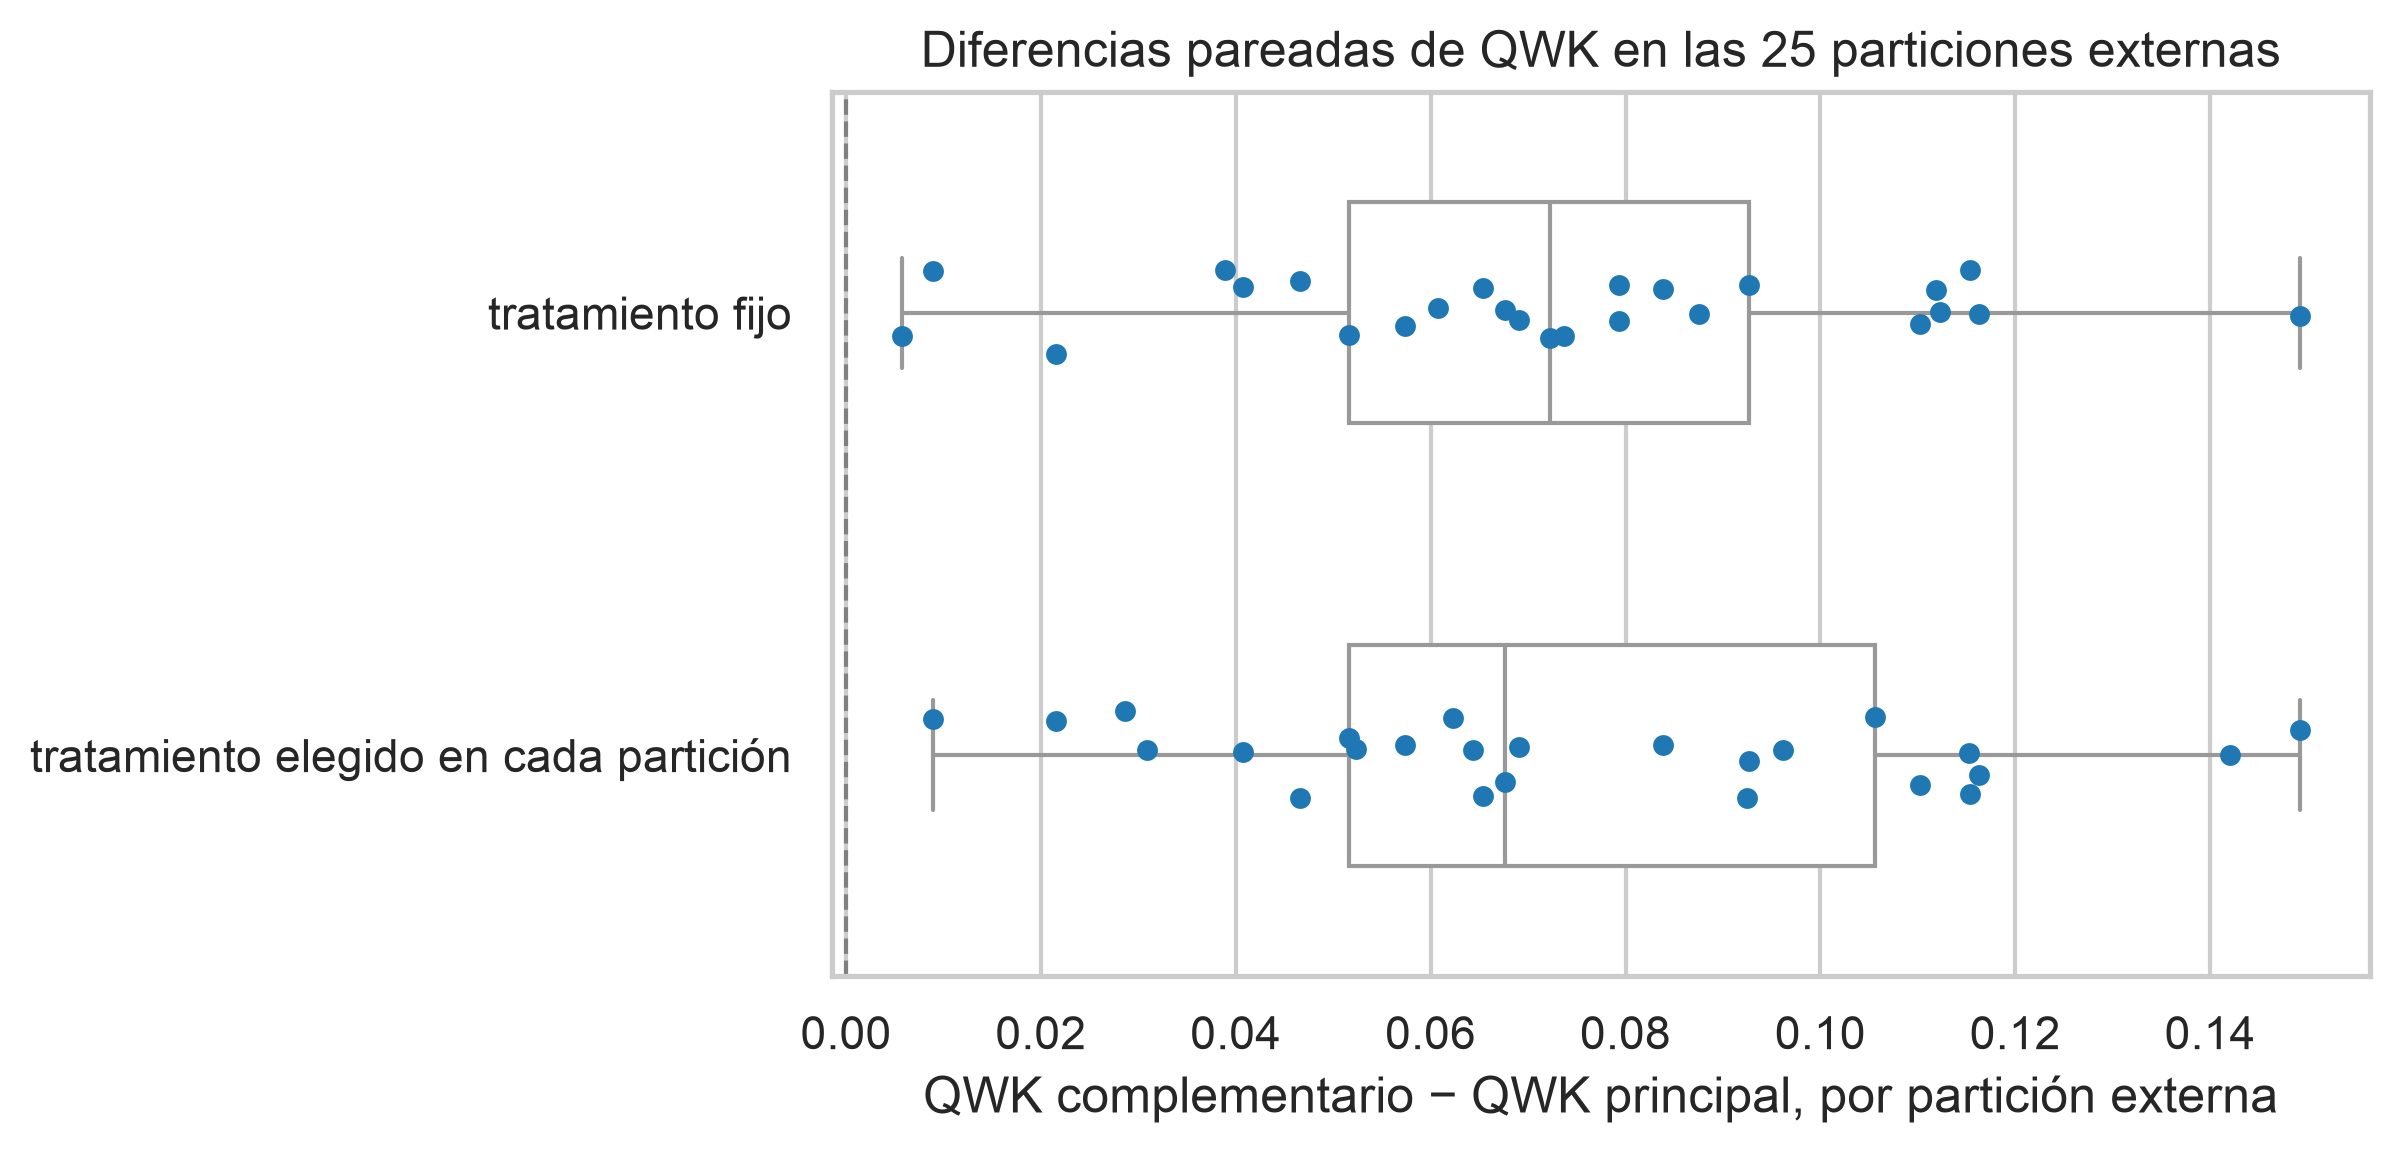 Diferencias pareadas de QWK en las 25 particiones externas
tratamiento fijo
tratamiento elegido en cada partición
0.00 0.02 0.04 0.06 0.08 0.10 0.12 0.14
QWK complementario − QWK principal, por partición externa